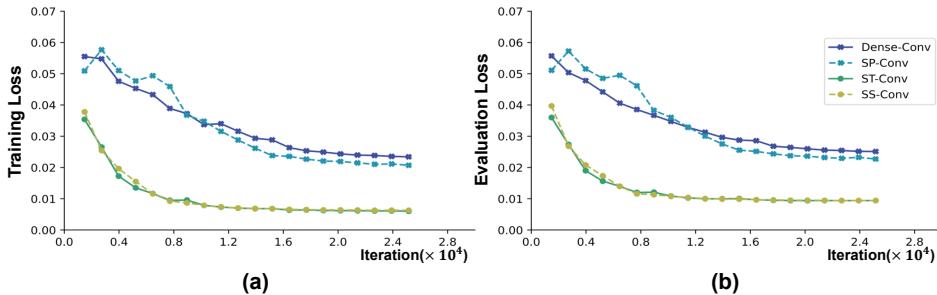 0.07
0.06
0.05
0.04
0.03
0.02
0.01
0.00
Training Loss
0.0 0.4 0.8 1.2 1.6 2.0 2.4 2.8
Iteration(× 10⁴)
(a)
0.07
0.06
0.05
0.04
0.03
0.02
0.01
0.00
Evaluation Loss
Dense-Conv
SP-Conv
ST-Conv
SS-Conv
0.0 0.4 0.8 1.2 1.6 2.0 2.4 2.8
Iteration(× 10⁴)
(b)